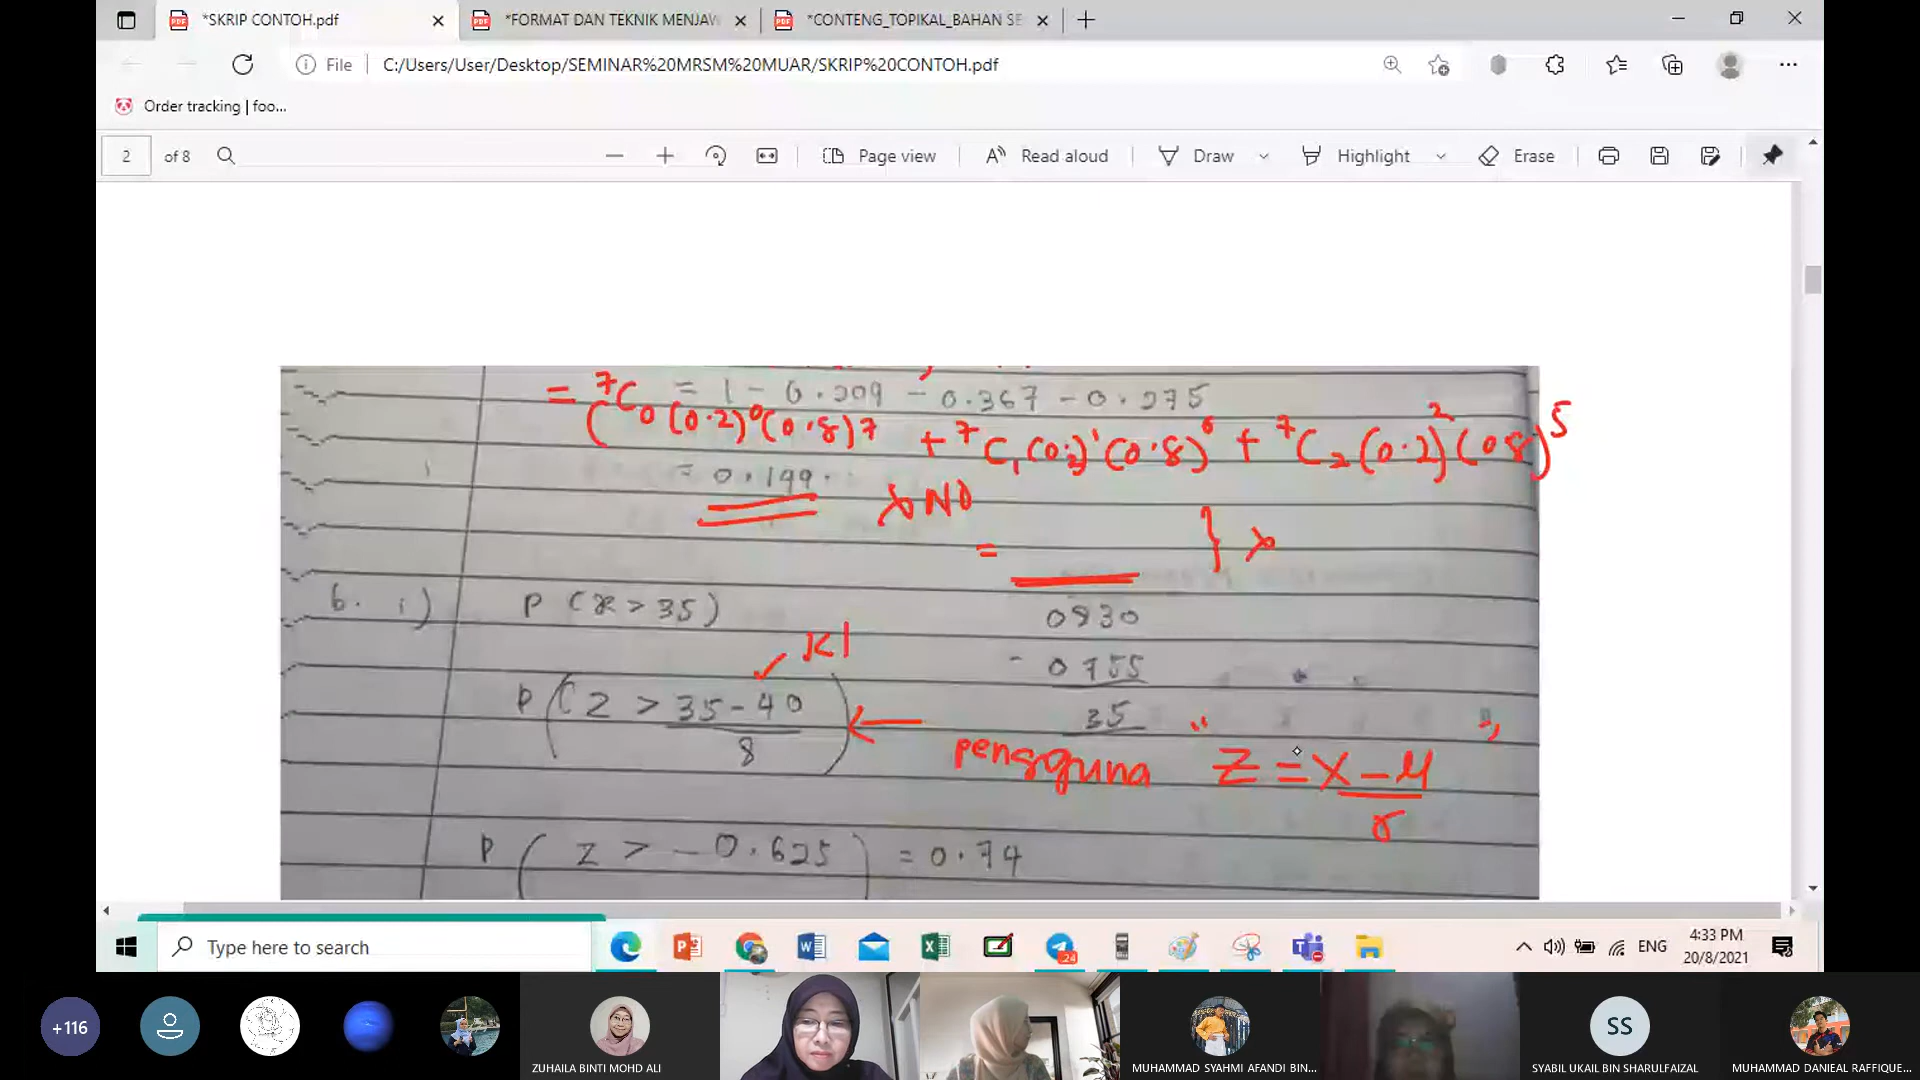 *SKRIP CONTOH.pdf
*FORMAT DAN TEKNIK MENJAW
*CONTENG_TOPIKAL_BAHAN SE
File
C:/Users/User/Desktop/SEMINAR%20MRSM%20MUAR/SKRIP%20CONTOH.pdf
Order tracking | foo...
2 of 8
Page view
Read aloud
Draw
Highlight
Erase
= 1 - 0.209 - 0.367 - 0.275
= ⁷C₀ (0.2)⁰(0.8)⁷ + ⁷C₁(0.2)¹(0.8)⁶ + ⁷C₂(0.2)²(0.8)⁵
= 0.149
NO
=
6. i) P (x > 35)
0830
K1
- 0755
P (Z > 35 - 40
35
8
pengguna " Z = X - μ "
σ
P ( Z > - 0.625 ) = 0.74
Type here to search
24
ENG
4:33 PM
20/8/2021
+116
ZUHAILA BINTI MOHD ALI
MUHAMMAD SYAHMI AFANDI BIN...
SS
SYABIL UKAIL BIN SHARULFAIZAL
MUHAMMAD DANIEAL RAFFIQUE...